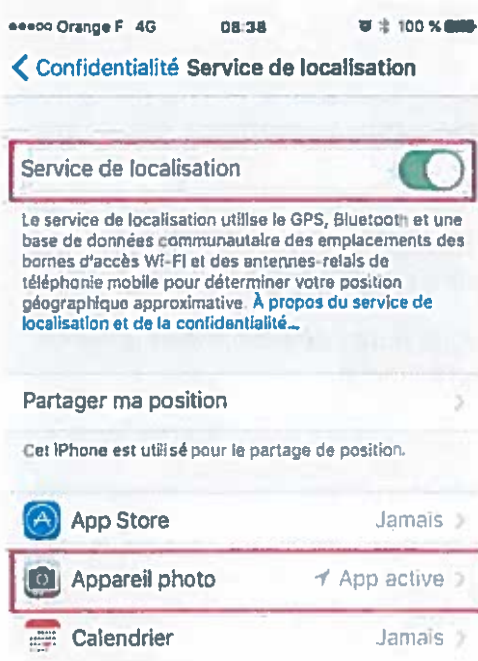 Orange F 4G 08:38 100 %
Confidentialité Service de localisation
Service de localisation
Le service de localisation utilise le GPS, Bluetooth et une
base de données communautaire des emplacements des
bornes d'accès Wi-Fi et des antennes-relais de
téléphonie mobile pour déterminer votre position
géographique approximative. À propos du service de
localisation et de la confidentialité...
Partager ma position
Cet iPhone est utilisé pour le partage de position.
App Store Jamais
Appareil photo App active
Calendrier Jamais